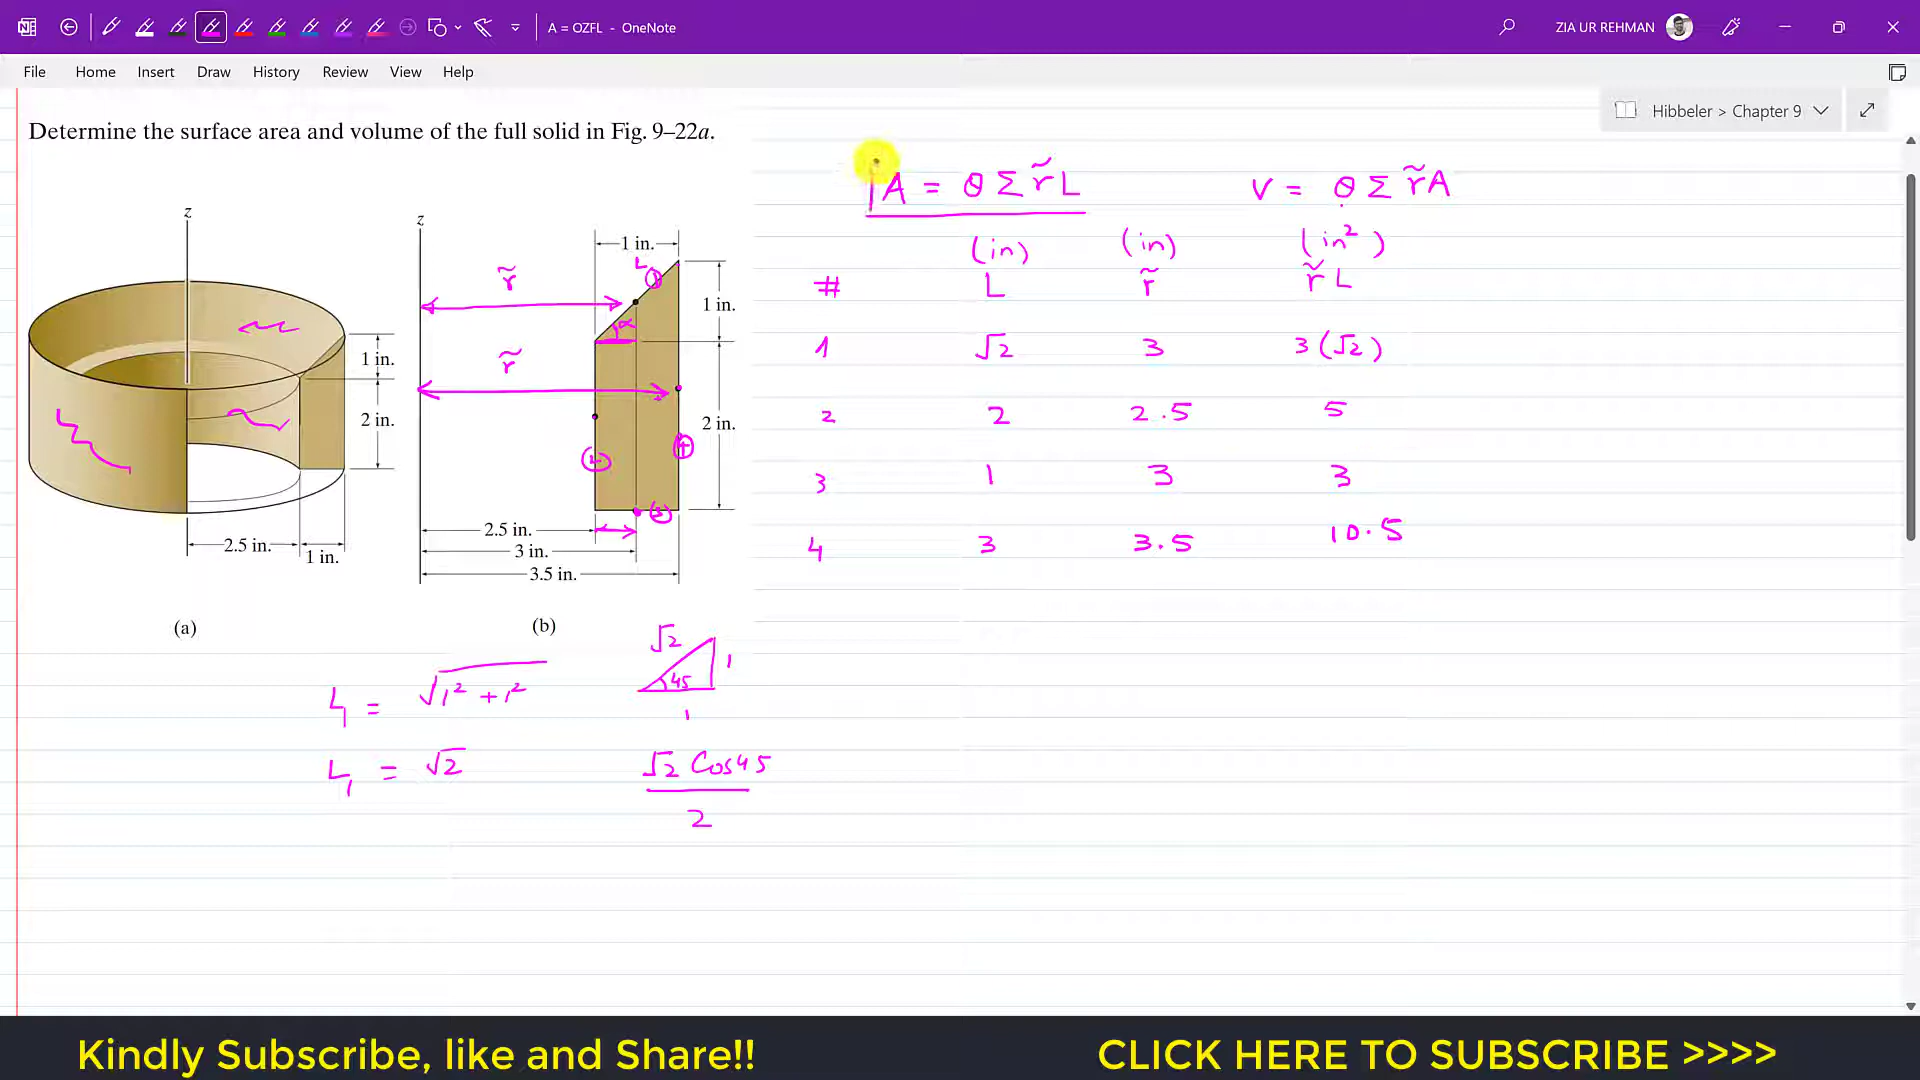 A = OZFL - OneNote
ZIA UR REHMAN
File Home Insert Draw History Review View Help
Hibbeler > Chapter 9
Determine the surface area and volume of the full solid in Fig. 9–22a.
A = θ Σ r̃ L
V = θ Σ r̃ A
(in) (in) (in²)
# L r̃ r̃ L
1 √2 3 3(√2)
2 2 2.5 5
3 1 3 3
4 3 3.5 10.5
z
1 in.
2 in.
2.5 in.
1 in.
(a)
z
1 in.
L
1
r̃
1 in.
α
r̃
2 in.
2
4
3
2.5 in.
3 in.
3.5 in.
(b)
L₁ = √1² + 1²
L₁ = √2
√2
1
45
1
√2 Cos45
2
Kindly Subscribe, like and Share!!
CLICK HERE TO SUBSCRIBE >>>>